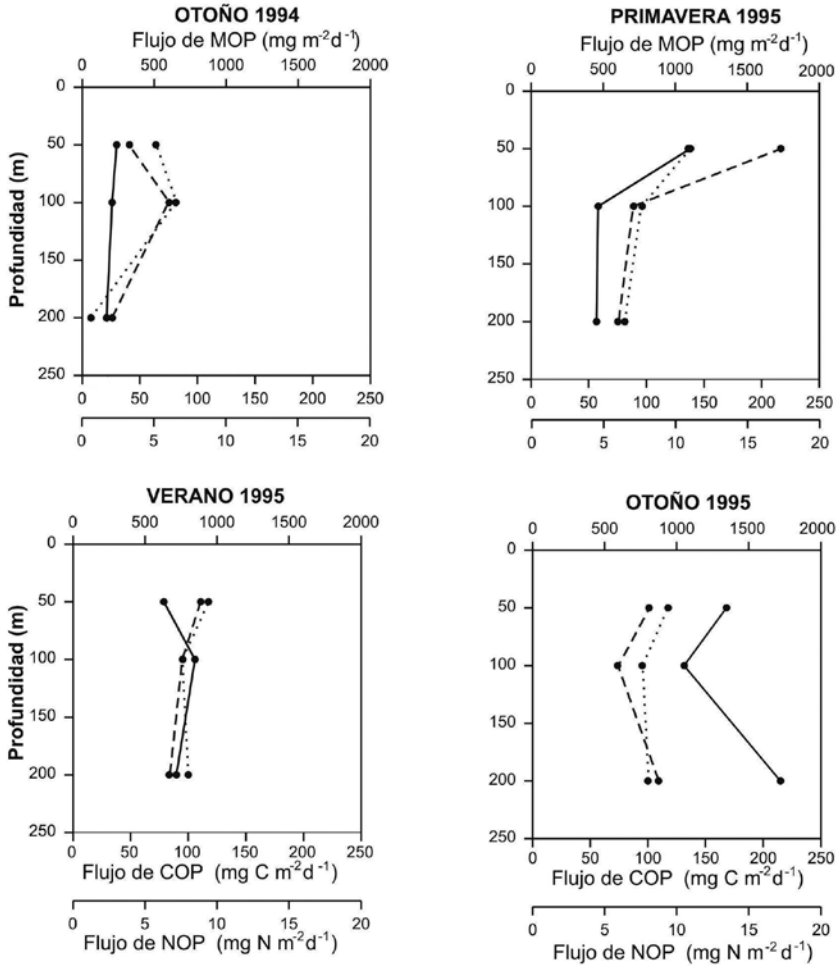 OTOÑO 1994
Flujo de MOP (mg m⁻²d⁻¹)
0 500 1000 1500 2000
Profundidad (m)
0
50
100
150
200
250
0 50 100 150 200 250
0 5 10 15 20
PRIMAVERA 1995
Flujo de MOP (mg m⁻²d⁻¹)
0 500 1000 1500 2000
0
50
100
150
200
250
0 50 100 150 200 250
0 5 10 15 20
VERANO 1995
0 500 1000 1500 2000
Profundidad (m)
0
50
100
150
200
250
0 50 100 150 200 250
Flujo de COP (mg C m⁻²d⁻¹)
0 5 10 15 20
Flujo de NOP (mg N m⁻²d⁻¹)
OTOÑO 1995
0 500 1000 1500 2000
0
50
100
150
200
250
0 50 100 150 200 250
Flujo de COP (mg C m⁻²d⁻¹)
0 5 10 15 20
Flujo de NOP (mg N m⁻²d⁻¹)